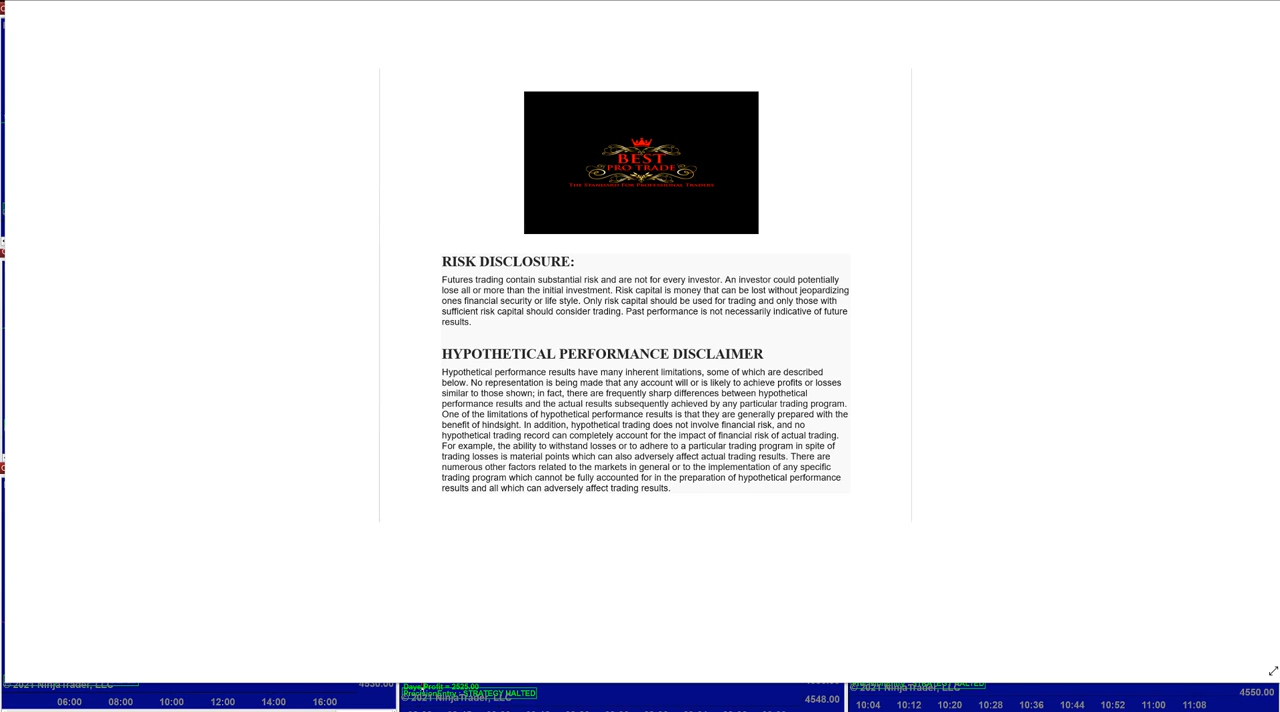 BEST
PRO TRADE
THE STANDARD FOR PROFESSIONAL TRADERS
RISK DISCLOSURE:
Futures trading contain substantial risk and are not for every investor. An investor could potentially
lose all or more than the initial investment. Risk capital is money that can be lost without jeopardizing
ones financial security or life style. Only risk capital should be used for trading and only those with
sufficient risk capital should consider trading. Past performance is not necessarily indicative of future
results.
HYPOTHETICAL PERFORMANCE DISCLAIMER
Hypothetical performance results have many inherent limitations, some of which are described
below. No representation is being made that any account will or is likely to achieve profits or losses
similar to those shown; in fact, there are frequently sharp differences between hypothetical
performance results and the actual results subsequently achieved by any particular trading program.
One of the limitations of hypothetical performance results is that they are generally prepared with the
benefit of hindsight. In addition, hypothetical trading does not involve financial risk, and no
hypothetical trading record can completely account for the impact of financial risk of actual trading.
For example, the ability to withstand losses or to adhere to a particular trading program in spite of
trading losses is material points which can also adversely affect actual trading results. There are
numerous other factors related to the markets in general or to the implementation of any specific
trading program which cannot be fully accounted for in the preparation of hypothetical performance
results and all which can adversely affect trading results.
© 2021 NinjaTrader, LLC
06:00 08:00 10:00 12:00 14:00 16:00
Days Profit = 2525.00
STRATEGY HALTED
© 2021 NinjaTrader, LLC
4548.00
© 2021 NinjaTrader, LLC
4550.00
10:04 10:12 10:20 10:28 10:36 10:44 10:52 11:00 11:08